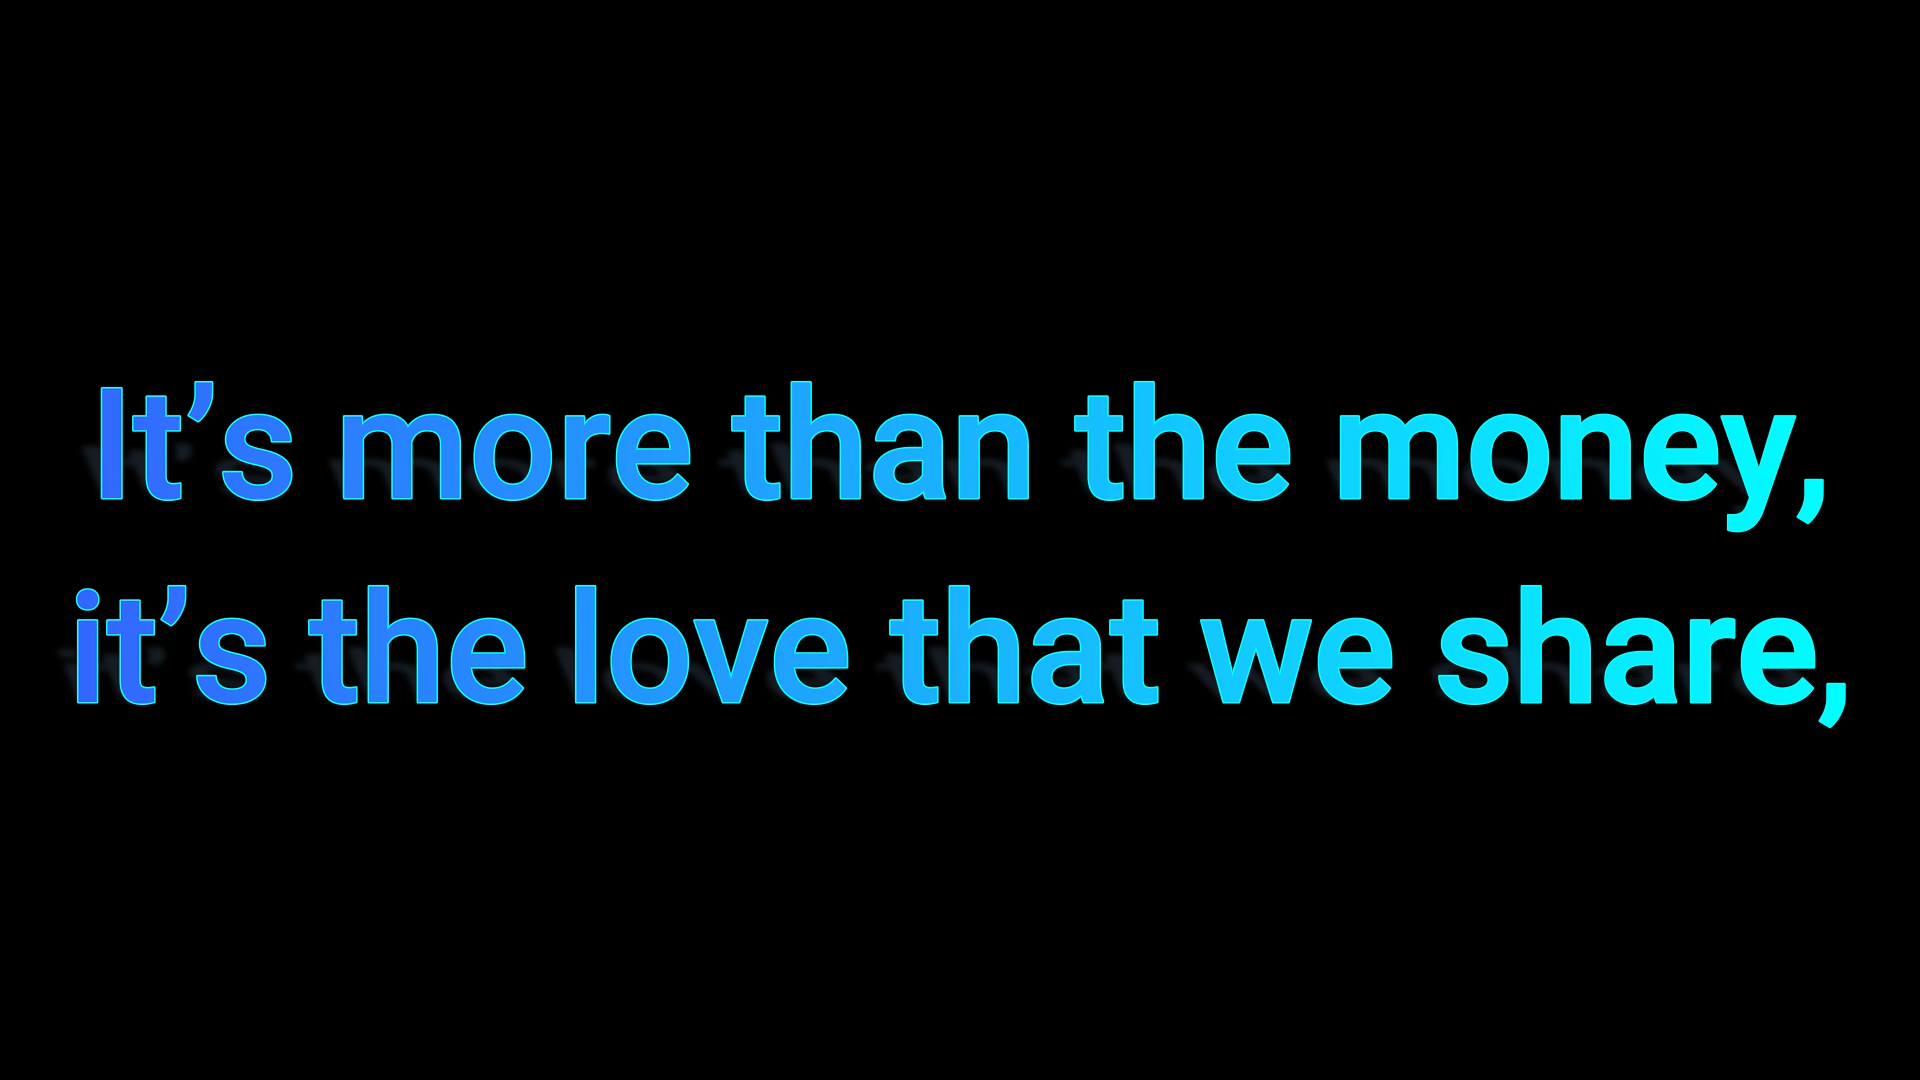 It’s more than the money,
it’s the love that we share,